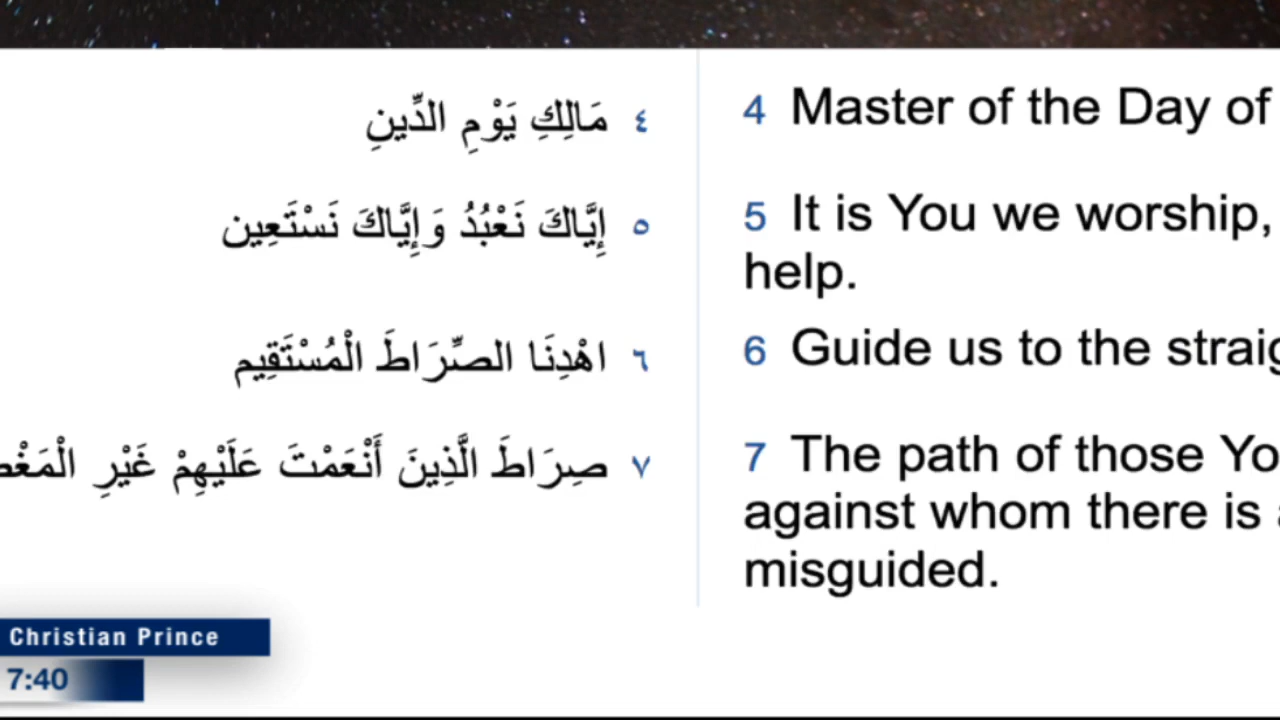 ٤ مَالِكِ يَوْمِ الدِّينِ
4 Master of the Day of
٥ إِيَّاكَ نَعْبُدُ وَإِيَّاكَ نَسْتَعِين
5 It is You we worship,
help.
٦ اهْدِنَا الصِّرَاطَ الْمُسْتَقِيم
6 Guide us to the
٧ صِرَاطَ الَّذِينَ أَنْعَمْتَ عَلَيْهِمْ غَيْرِ
7 The path of those
against whom there is
misguided.
Christian Prince
7:40